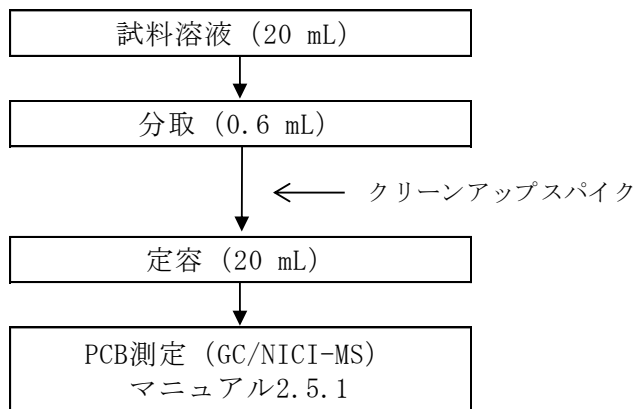 試料溶液（20 mL）
分取（0.6 mL）
クリーンアップスパイク
定容（20 mL）
PCB測定（GC/NICI-MS）
マニュアル2.5.1